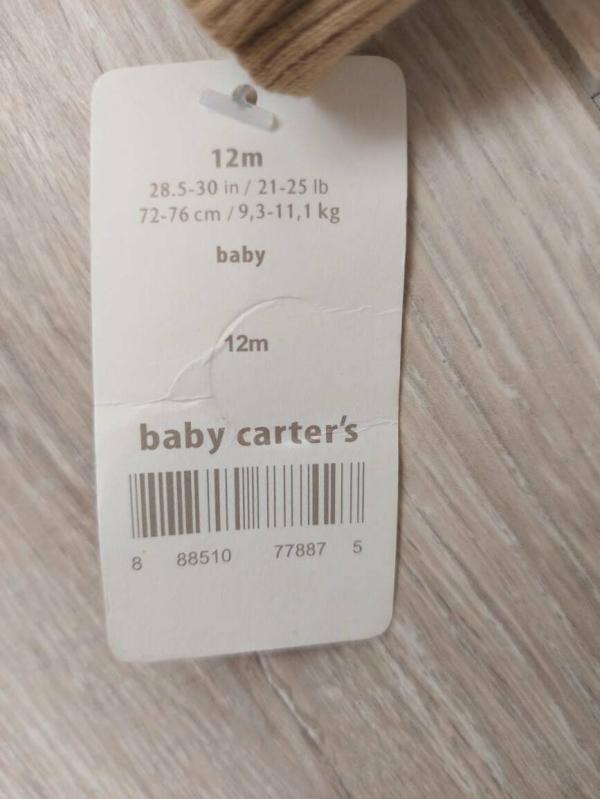 12m
28.5-30 in / 21-25 lb
72-76 cm / 9,3-11,1 kg
baby
12m
baby carter's
8 88510 77887 5